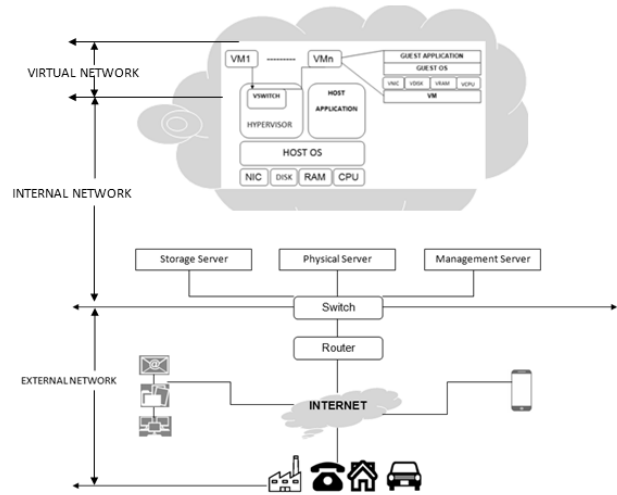 VIRTUAL NETWORK
VM1 --------- VMn
GUEST APPLICATION
GUEST OS
VNIC VDISK VRAM VCPU
VM
VSWITCH
HYPERVISOR
HOST
APPLICATION
HOST OS
NIC DISK RAM CPU
INTERNAL NETWORK
Storage Server Physical Server Management Server
Switch
Router
EXTERNAL NETWORK
INTERNET